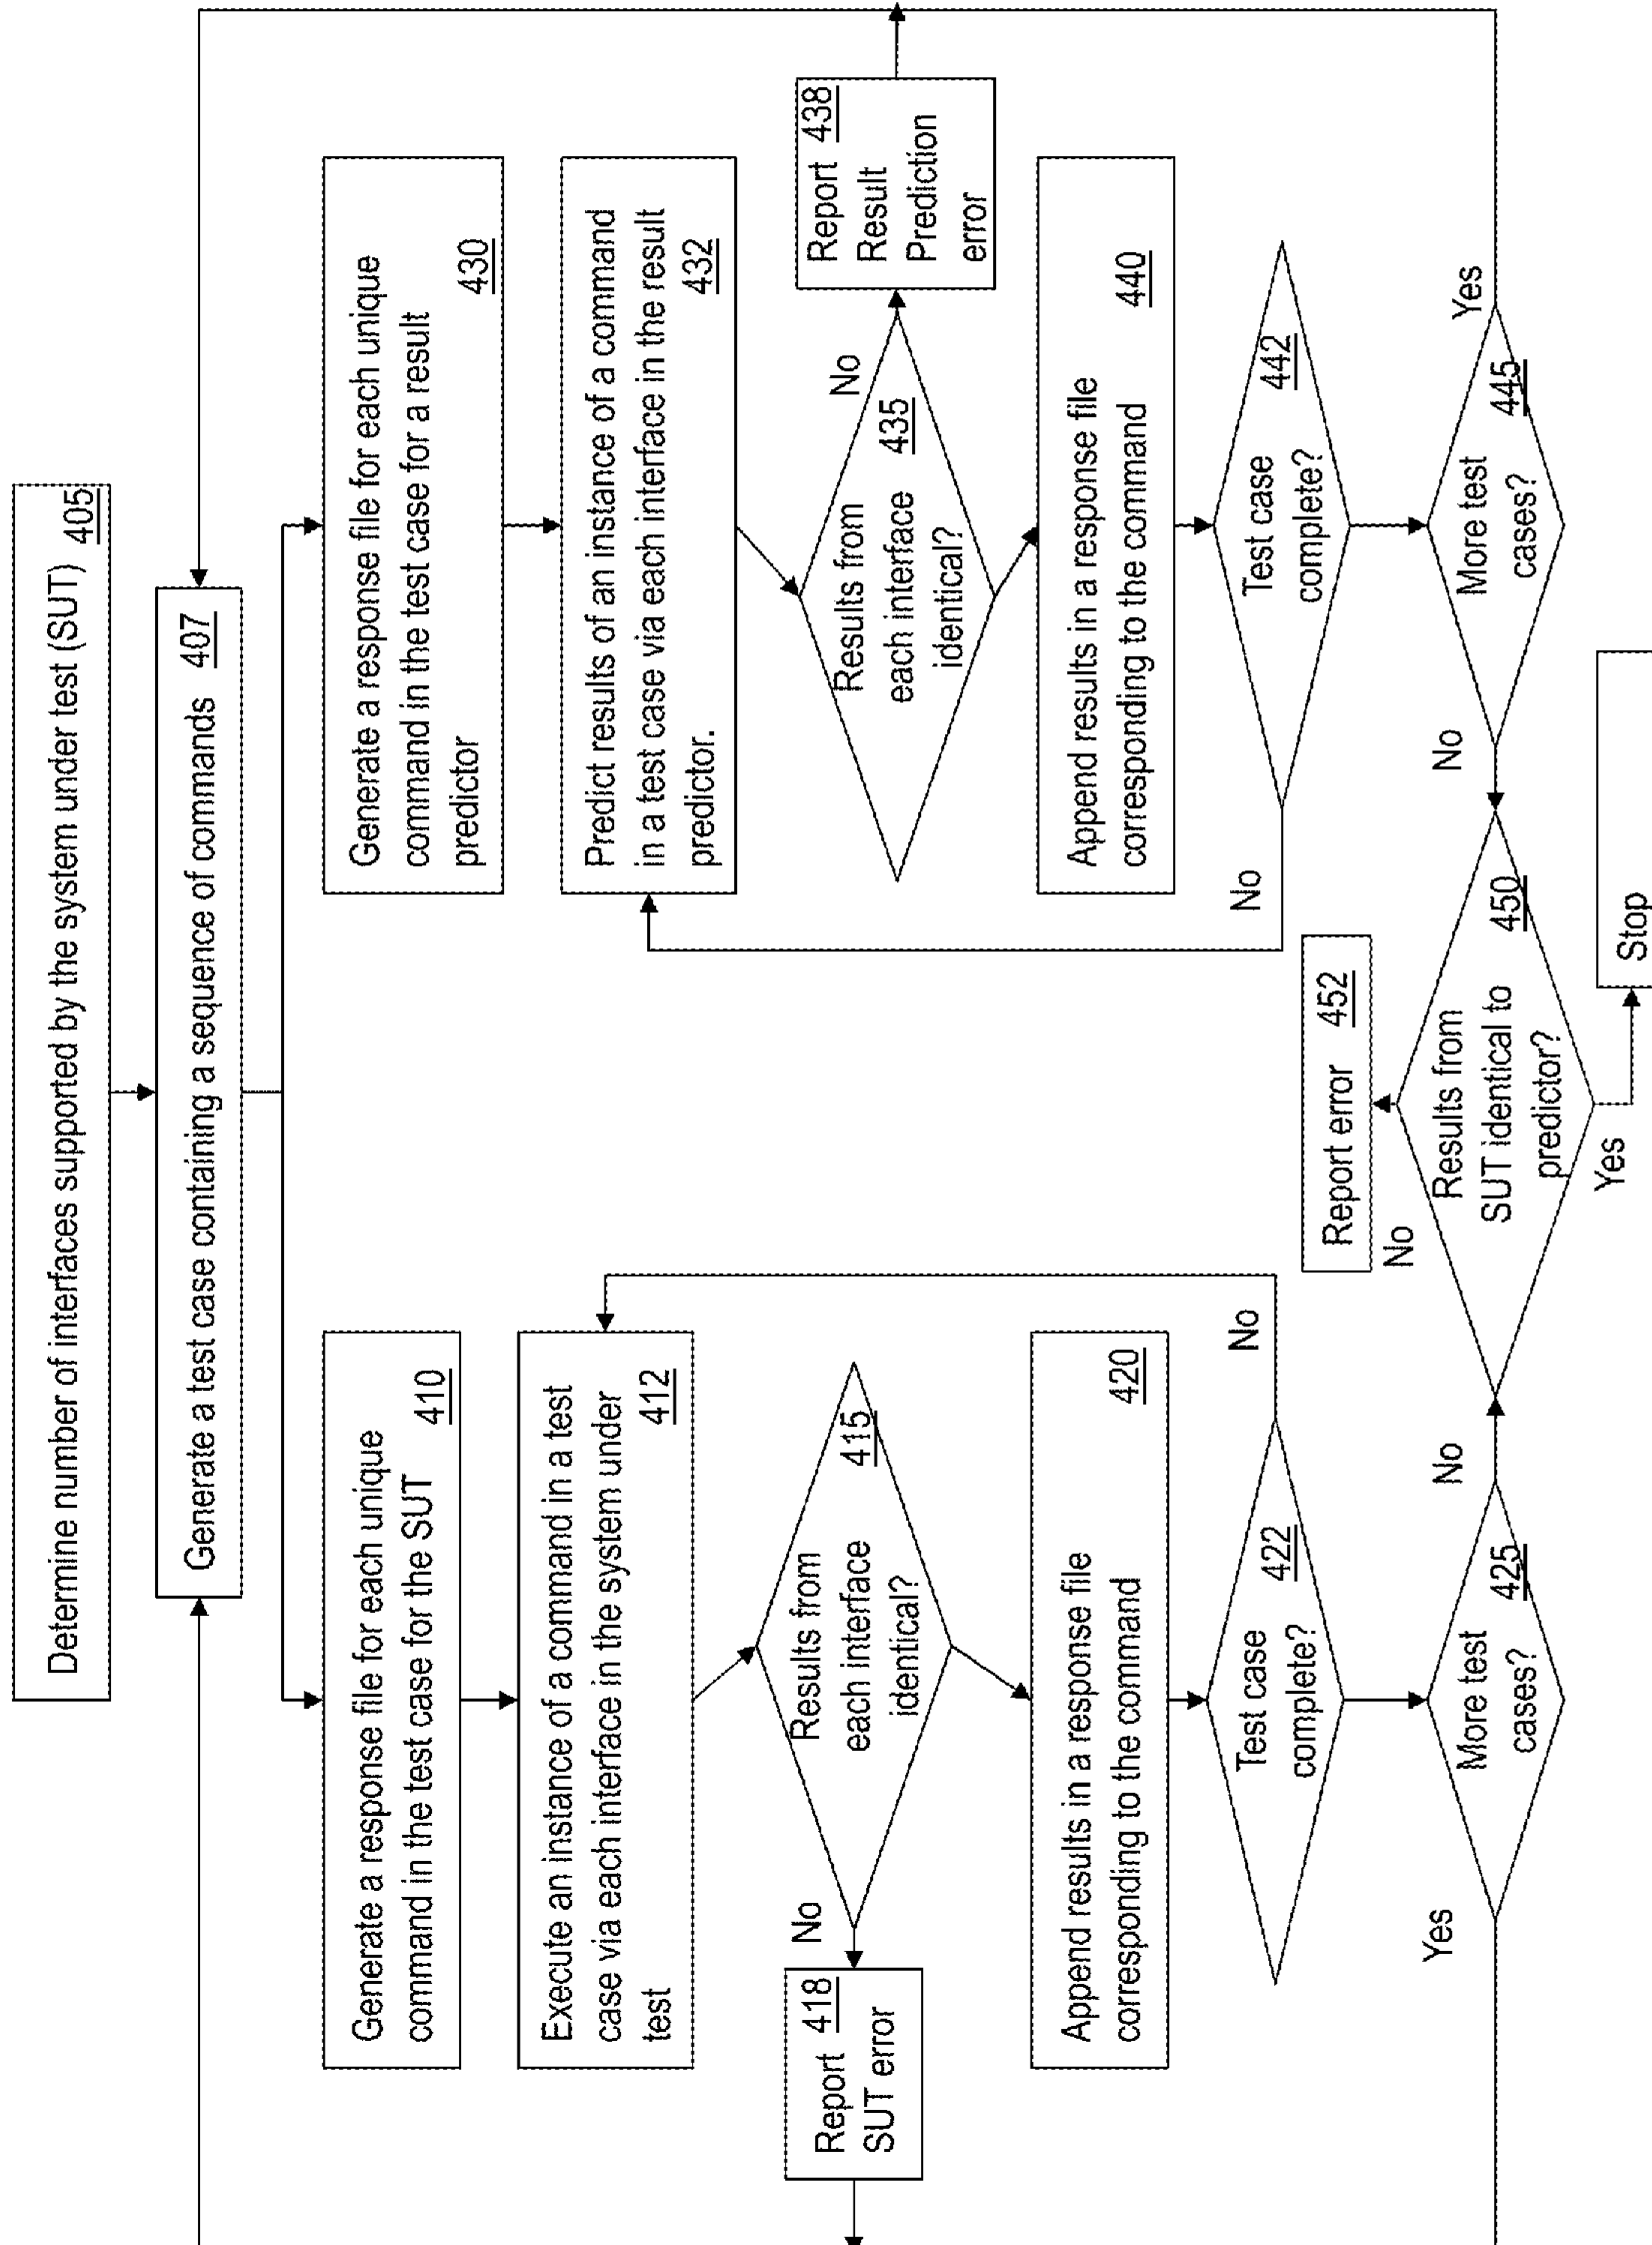 Determine number of interfaces supported by the system under test (SUT) 405
Generate a test case containing a sequence of commands 407
Generate a response file for each unique
command in the test case for the SUT
410
Execute an instance of a command in a test
case via each interface in the system under
test
412
Results from
each interface
identical?
415
No
Report 418
SUT error
Append results in a response file
corresponding to the command
420
Test case
complete?
422
No
More test
cases?
425
Yes
No
Generate a response file for each unique
command in the test case for a result
predictor
430
Predict results of an instance of a command
in a test case via each interface in the result
predictor.
432
Results from
each interface
identical?
435
No
Report 438
Result
Prediction
error
Append results in a response file
corresponding to the command
440
Test case
complete?
442
No
More test
cases?
445
Yes
No
Results from
SUT identical to
predictor?
450
No
Report error 452
Yes
Stop